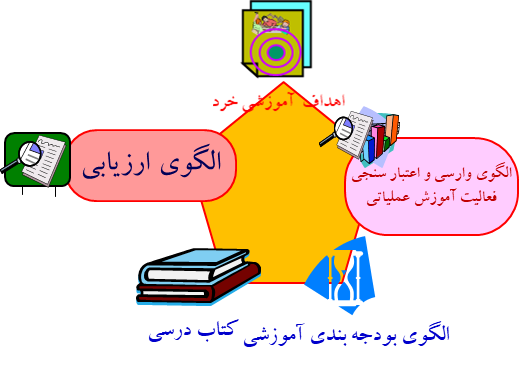 اهداف آموزشی خرد
الگوی وارسی و اعتبار سنجی
فعالیت آموزش عملیاتی
الگوی ارزیابی
الگوی بودجه بندی آموزشی کتاب درسی